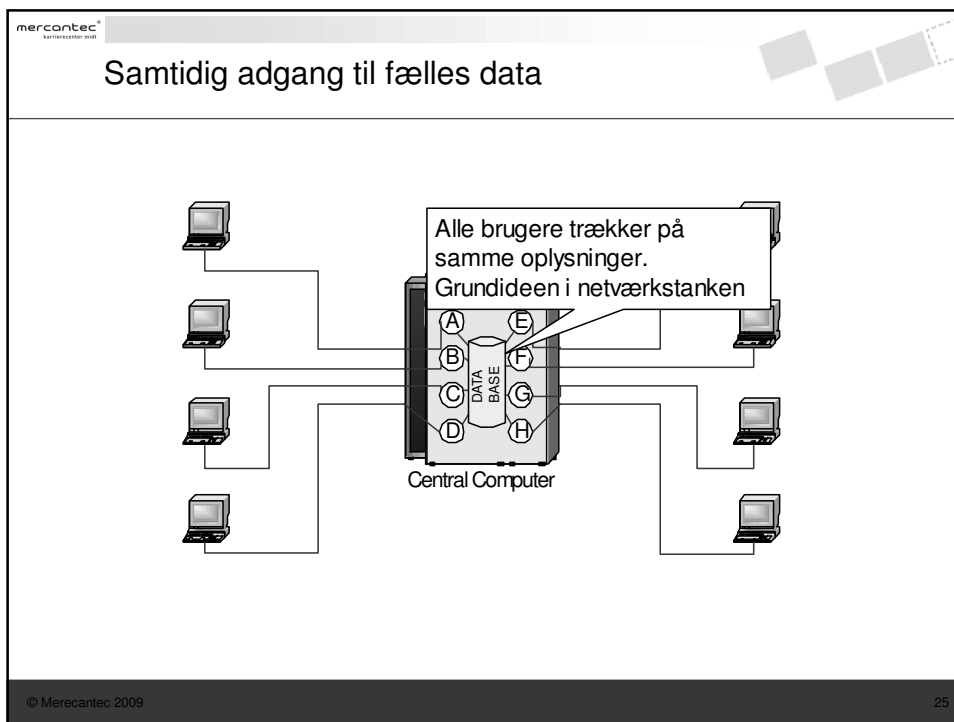 mercantec+
karrierecenter midt
Samtidig adgang til fælles data
Alle brugere trækker på
samme oplysninger.
Grundideen i netværkstanken
A
E
B
F
C
G
D
H
DATA
BASE
Central Computer
© Merecantec 2009
25